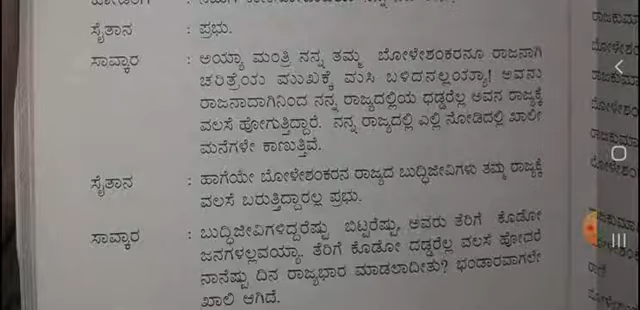 ಸೈತಾನ : ಪ್ರಭು.
ಸಾವ್ಕಾರ : ಅಯ್ಯಾ ಮಂತ್ರಿ ನನ್ನ ತಮ್ಮ ಬೋಳೇಶಂಕರನೂ ರಾಜನಾಗಿ
ಚರಿತ್ರೆಯ ಮುಖಕ್ಕೆ ಮಸಿ ಬಳಿದನಲ್ಲಯ್ಯಾ! ಅವನು
ರಾಜನಾದಾಗಿನಿಂದ ನನ್ನ ರಾಜ್ಯದಲ್ಲಿಯ ಧಡ್ಡರೆಲ್ಲ ಅವನ ರಾಜ್ಯಕ್ಕೆ
ವಲಸೆ ಹೋಗುತ್ತಿದ್ದಾರೆ. ನನ್ನ ರಾಜ್ಯದಲ್ಲಿ ಎಲ್ಲಿ ನೋಡಿದಲ್ಲಿ ಖಾಲೀ
ಮನೆಗಳೇ ಕಾಣುತ್ತಿವೆ.
ಸೈತಾನ : ಹಾಗೆಯೇ ಬೋಳೇಶಂಕರನ ರಾಜ್ಯದ ಬುದ್ಧಿಜೀವಿಗಳು ತಮ್ಮ ರಾಜ್ಯಕ್ಕೆ
ವಲಸೆ ಬರುತ್ತಿದ್ದಾರಲ್ಲ ಪ್ರಭು.
ಸಾವ್ಕಾರ : ಬುದ್ಧಿಜೀವಿಗಳಿದ್ದರೆಷ್ಟು ಬಿಟ್ಟರೆಷ್ಟು, ಅವರು ತೆರಿಗೆ ಕೊಡೋ
ಜನಗಳಲ್ಲವಯ್ಯಾ. ತೆರಿಗೆ ಕೊಡೋ ದಡ್ಡರೆಲ್ಲ ವಲಸೆ ಹೋದರೆ
ನಾನೆಷ್ಟು ದಿನ ರಾಜ್ಯಭಾರ ಮಾಡಲಾದೀತು? ಭಂಡಾರವಾಗಲೇ
ಖಾಲಿ ಆಗಿದೆ.